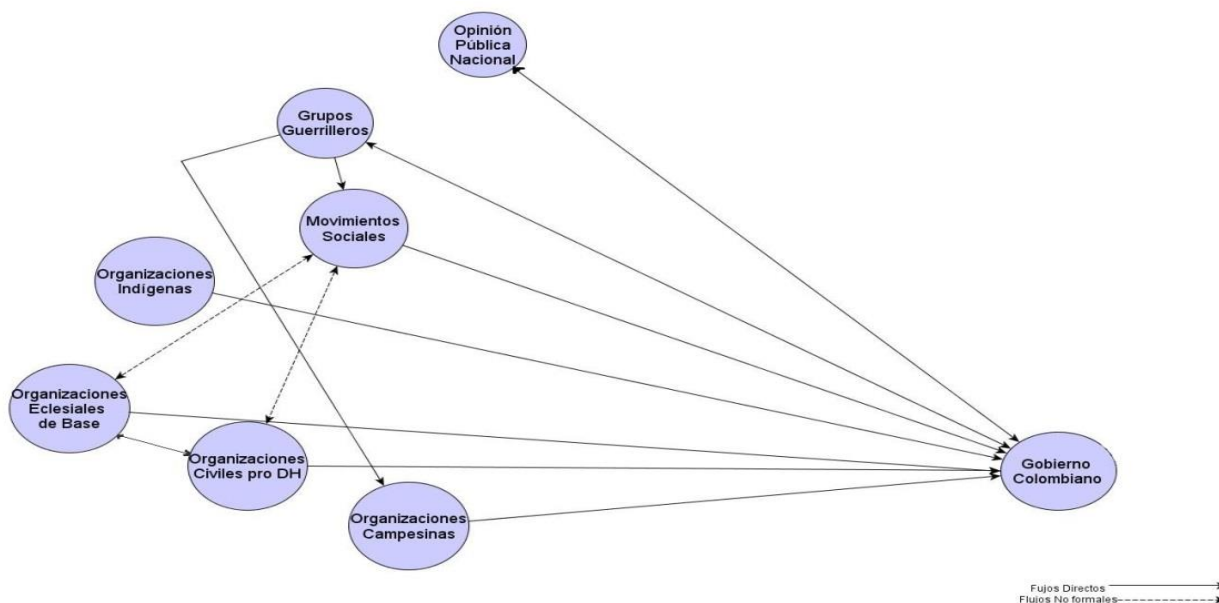 Opinión
Pública
Nacional
Grupos
Guerrilleros
Movimientos
Sociales
Organizaciones
Indígenas
Organizaciones
Eclesiales
de Base
Organizaciones
Civiles pro DH
Organizaciones
Campesinas
Gobierno
Colombiano
Fujos Directos
Flujos No formales